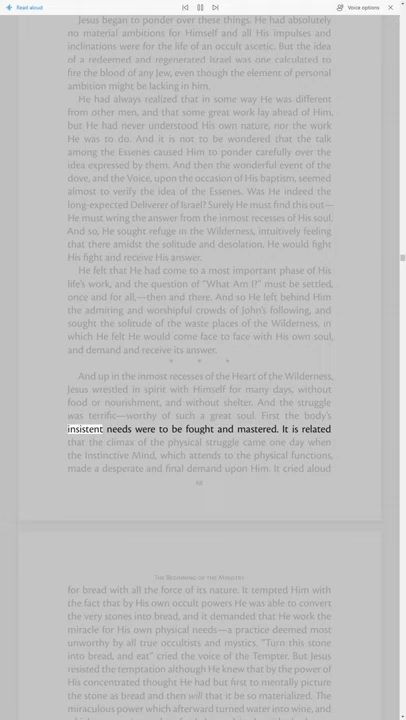 Read aloud
Voice options
Jesus began to ponder over these things. He had absolutely
no material ambitions for Himself and all His impulses and
inclinations were for the life of an occult ascetic. But the idea
of a redeemed and regenerated Israel was one calculated to
fire the blood of any Jew, even though the element of personal
ambition might be lacking in him.
He had always realized that in some way He was different
from other men, and that some great work lay ahead of Him,
but He had never understood His own nature, nor the work
He was to do. And it is not to be wondered that the talk
among the Essenes caused Him to ponder carefully over the
idea expressed by them. And then the wonderful event of the
dove, and the Voice, upon the occasion of His baptism, seemed
almost to verify the idea of the Essenes. Was He indeed the
long-expected Deliverer of Israel? Surely He must find this out—
He must wring the answer from the inmost recesses of His soul.
And so, He sought refuge in the Wilderness, intuitively feeling
that there amidst the solitude and desolation, He would fight
His fight and receive His answer.
He felt that He had come to a most important phase of His
life's work, and the question of "What Am I?" must be settled,
once and for all,—then and there. And so He left behind Him
the admiring and worshipful crowds of John's following, and
sought the solitude of the waste places of the Wilderness, in
which He felt He would come face to face with His own soul,
and demand and receive its answer.
* * *
And up in the inmost recesses of the Heart of the Wilderness,
Jesus wrestled in spirit with Himself for many days, without
food or nourishment, and without shelter. And the struggle
was terrific—worthy of such a great soul. First the body's
insistent needs were to be fought and mastered. It is related
that the climax of the physical struggle came one day when
the Instinctive Mind, which attends to the physical functions,
made a desperate and final demand upon Him. It cried aloud
The Beginning of the Ministry
for bread with all the force of its nature. It tempted Him with
the fact that by His own occult powers He was able to convert
the very stones into bread, and it demanded that He work the
miracle for His own physical needs—a practice deemed most
unworthy by all true occultists and mystics. "Turn this stone
into bread, and eat" cried the voice of the Tempter. But Jesus
resisted the temptation although He knew that by the power of
His concentrated thought He had but first to mentally picture
the stone as bread and then will that it be so materialized. The
miraculous power which afterward turned water into wine, and